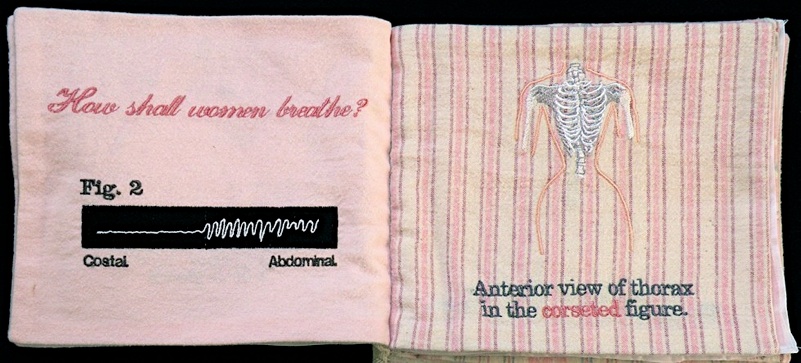 How shall women breathe?
Fig. 2
Costal.
Abdominal.
Anterior view of thorax
in the corseted figure.